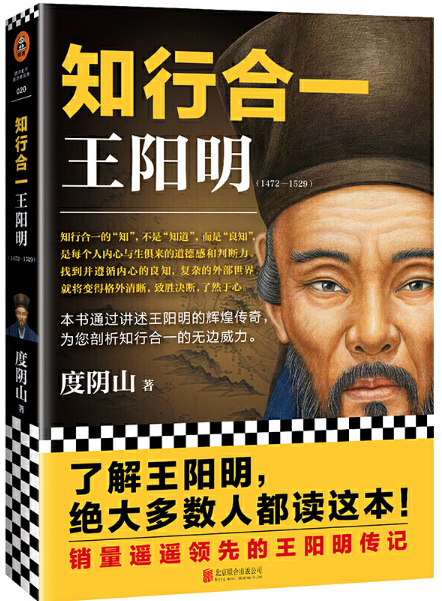 知行合一
王阳明
(1472-1529)
知行合一的“知”，不是“知道”，而是“良知”，
是每个人内心与生俱来的道德感和判断力。
找到并遵循内心的良知，复杂的外部世界
就将变得格外清晰，致胜决断，了然于心。
本书通过讲述王阳明的辉煌传奇，
为您剖析知行合一的无边威力。
度阴山 著
了解王阳明，
绝大多数人都读这本！
销量遥遥领先的王阳明传记
北京联合出版公司
020
知行合一
王阳明
(1472-1529)
度阴山
著